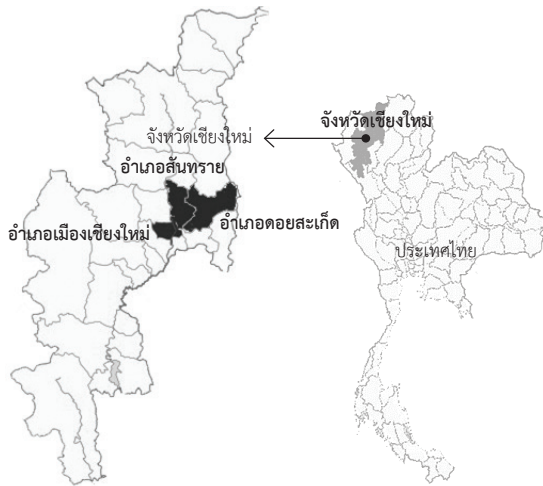 จังหวัดเชียงใหม่
จังหวัดเชียงใหม่
อำเภอสันทราย
อำเภอดอยสะเก็ด
อำเภอเมืองเชียงใหม่
ประเทศไทย